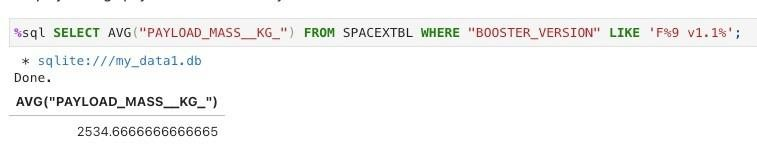 %sql SELECT AVG("PAYLOAD_MASS__KG_") FROM SPACEXTBL WHERE "BOOSTER_VERSION" LIKE 'F%9 v1.1%';
* sqlite:///my_data1.db
Done.
AVG("PAYLOAD_MASS__KG_")
2534.6666666666665